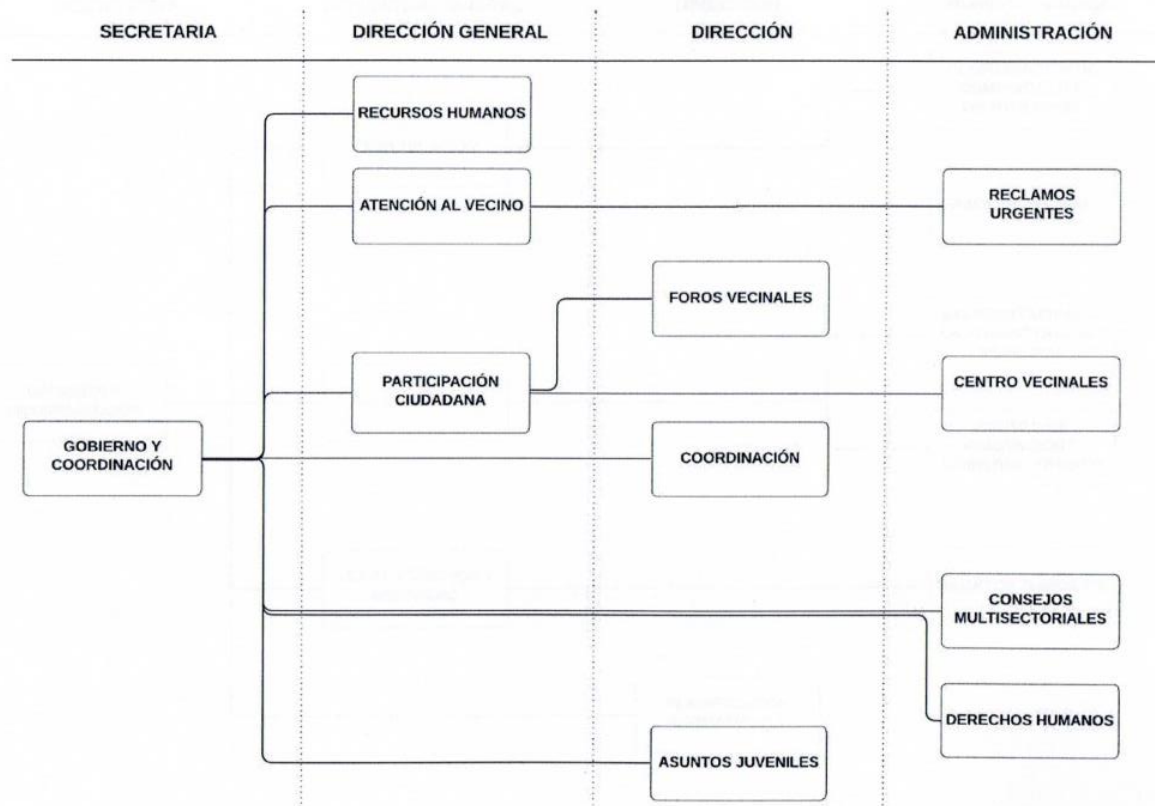 SECRETARIA
DIRECCIÓN GENERAL
DIRECCIÓN
ADMINISTRACIÓN
RECURSOS HUMANOS
ATENCIÓN AL VECINO
RECLAMOS
URGENTES
FOROS VECINALES
PARTICIPACIÓN
CIUDADANA
CENTRO VECINALES
GOBIERNO Y
COORDINACIÓN
COORDINACIÓN
CONSEJOS
MULTISECTORIALES
DERECHOS HUMANOS
ASUNTOS JUVENILES